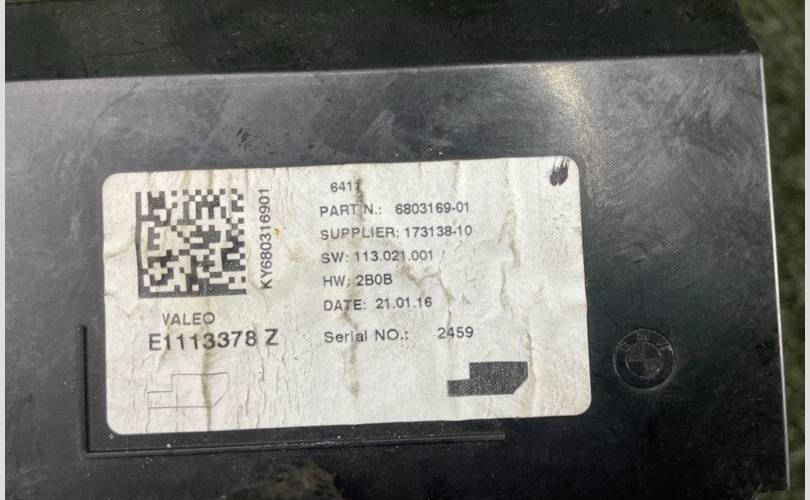 6411
PART N.: 6803169-01
SUPPLIER: 173138-10
SW: 113.021.001
HW: 2B0B
DATE: 21.01.16
Serial NO.: 2459
KY680316901
VALEO
E1113378 Z
BMW